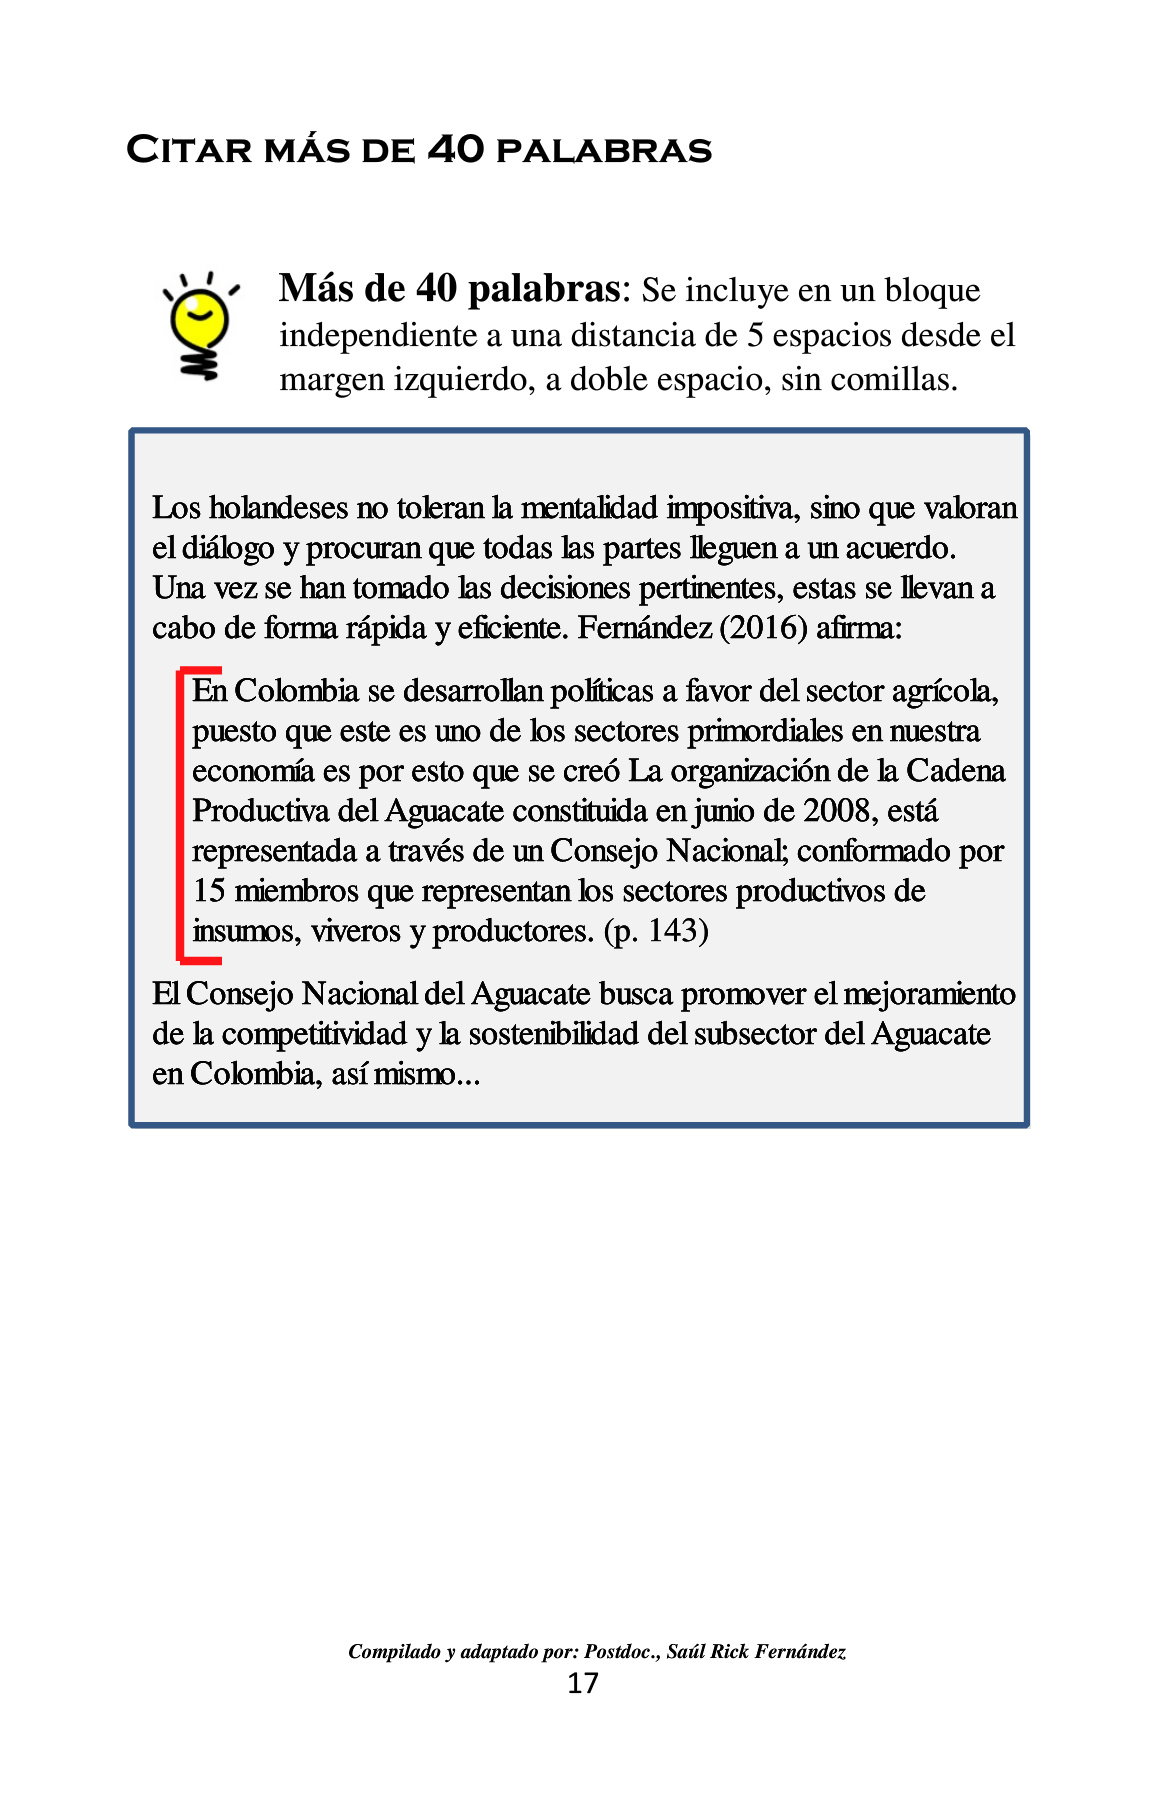 Citar más de 40 palabras
Más de 40 palabras: Se incluye en un bloque
independiente a una distancia de 5 espacios desde el
margen izquierdo, a doble espacio, sin comillas.
Los holandeses no toleran la mentalidad impositiva, sino que valoran
el diálogo y procuran que todas las partes lleguen a un acuerdo.
Una vez se han tomado las decisiones pertinentes, estas se llevan a
cabo de forma rápida y eficiente. Fernández (2016) afirma:
En Colombia se desarrollan políticas a favor del sector agrícola,
puesto que este es uno de los sectores primordiales en nuestra
economía es por esto que se creó La organización de la Cadena
Productiva del Aguacate constituida en junio de 2008, está
representada a través de un Consejo Nacional; conformado por
15 miembros que representan los sectores productivos de
insumos, viveros y productores. (p. 143)
El Consejo Nacional del Aguacate busca promover el mejoramiento
de la competitividad y la sostenibilidad del subsector del Aguacate
en Colombia, así mismo...
Compilado y adaptado por: Postdoc., Saúl Rick Fernández
17